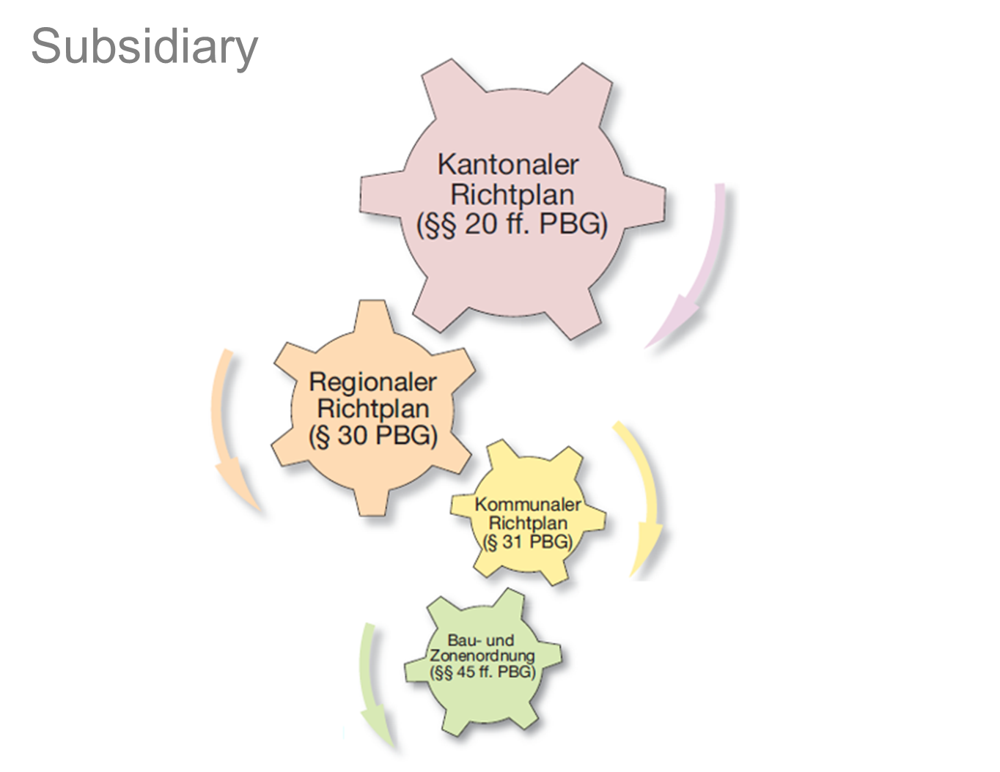 Subsidiary
Kantonaler
Richtplan
(§§ 20 ff. PBG)
Regionaler
Richtplan
(§ 30 PBG)
Kommunaler
Richtplan
(§ 31 PBG)
Bau- und
Zonenordnung
(§§ 45 ff. PBG)